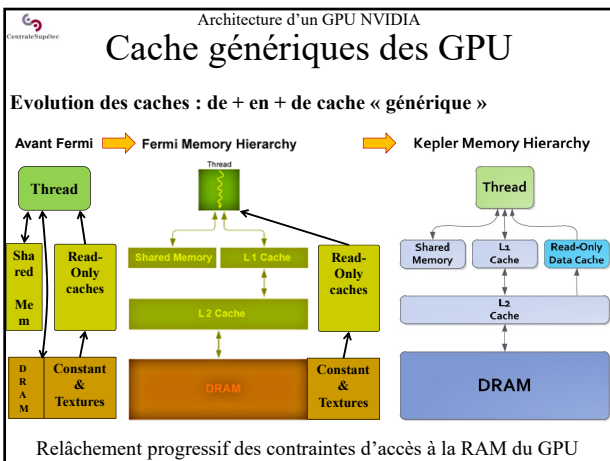 CentraleSupélec
Architecture d'un GPU NVIDIA
Cache génériques des GPU
Evolution des caches : de + en + de cache « générique »
Avant Fermi
Thread
Sha
red
Me
m
Read-
Only
caches
D
R
A
M
Constant
&
Textures
Fermi Memory Hierarchy
Thread
Shared Memory
L1 Cache
Read-
Only
caches
L2 Cache
DRAM
Constant
&
Textures
Kepler Memory Hierarchy
Thread
Shared
Memory
L1
Cache
Read-Only
Data Cache
L2
Cache
DRAM
Relâchement progressif des contraintes d'accès à la RAM du GPU